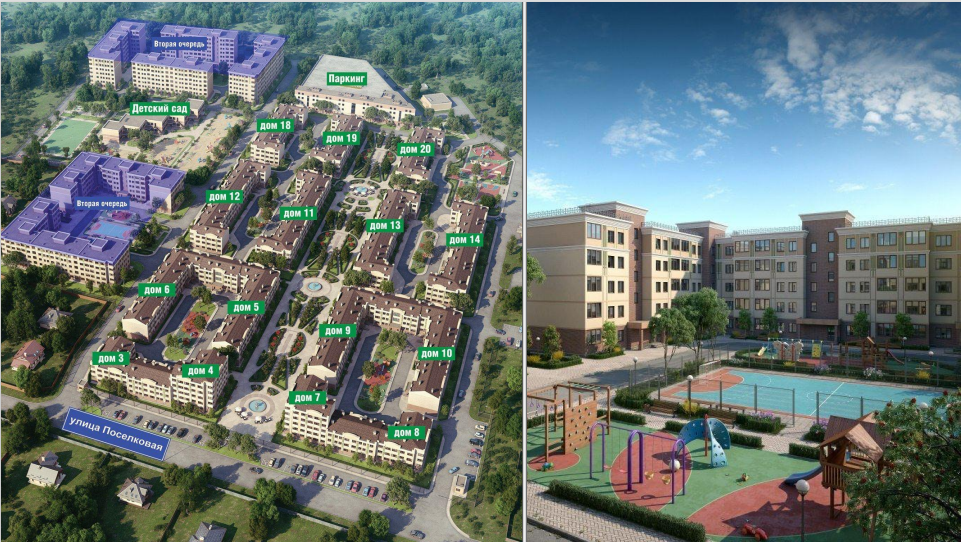 Вторая очередь
Паркинг
Детский сад
дом 18
дом 19
дом 20
Вторая очередь
дом 12
дом 11
дом 13
дом 14
дом 6
дом 5
дом 9
дом 10
дом 3
дом 4
дом 7
дом 8
улица Поселковая